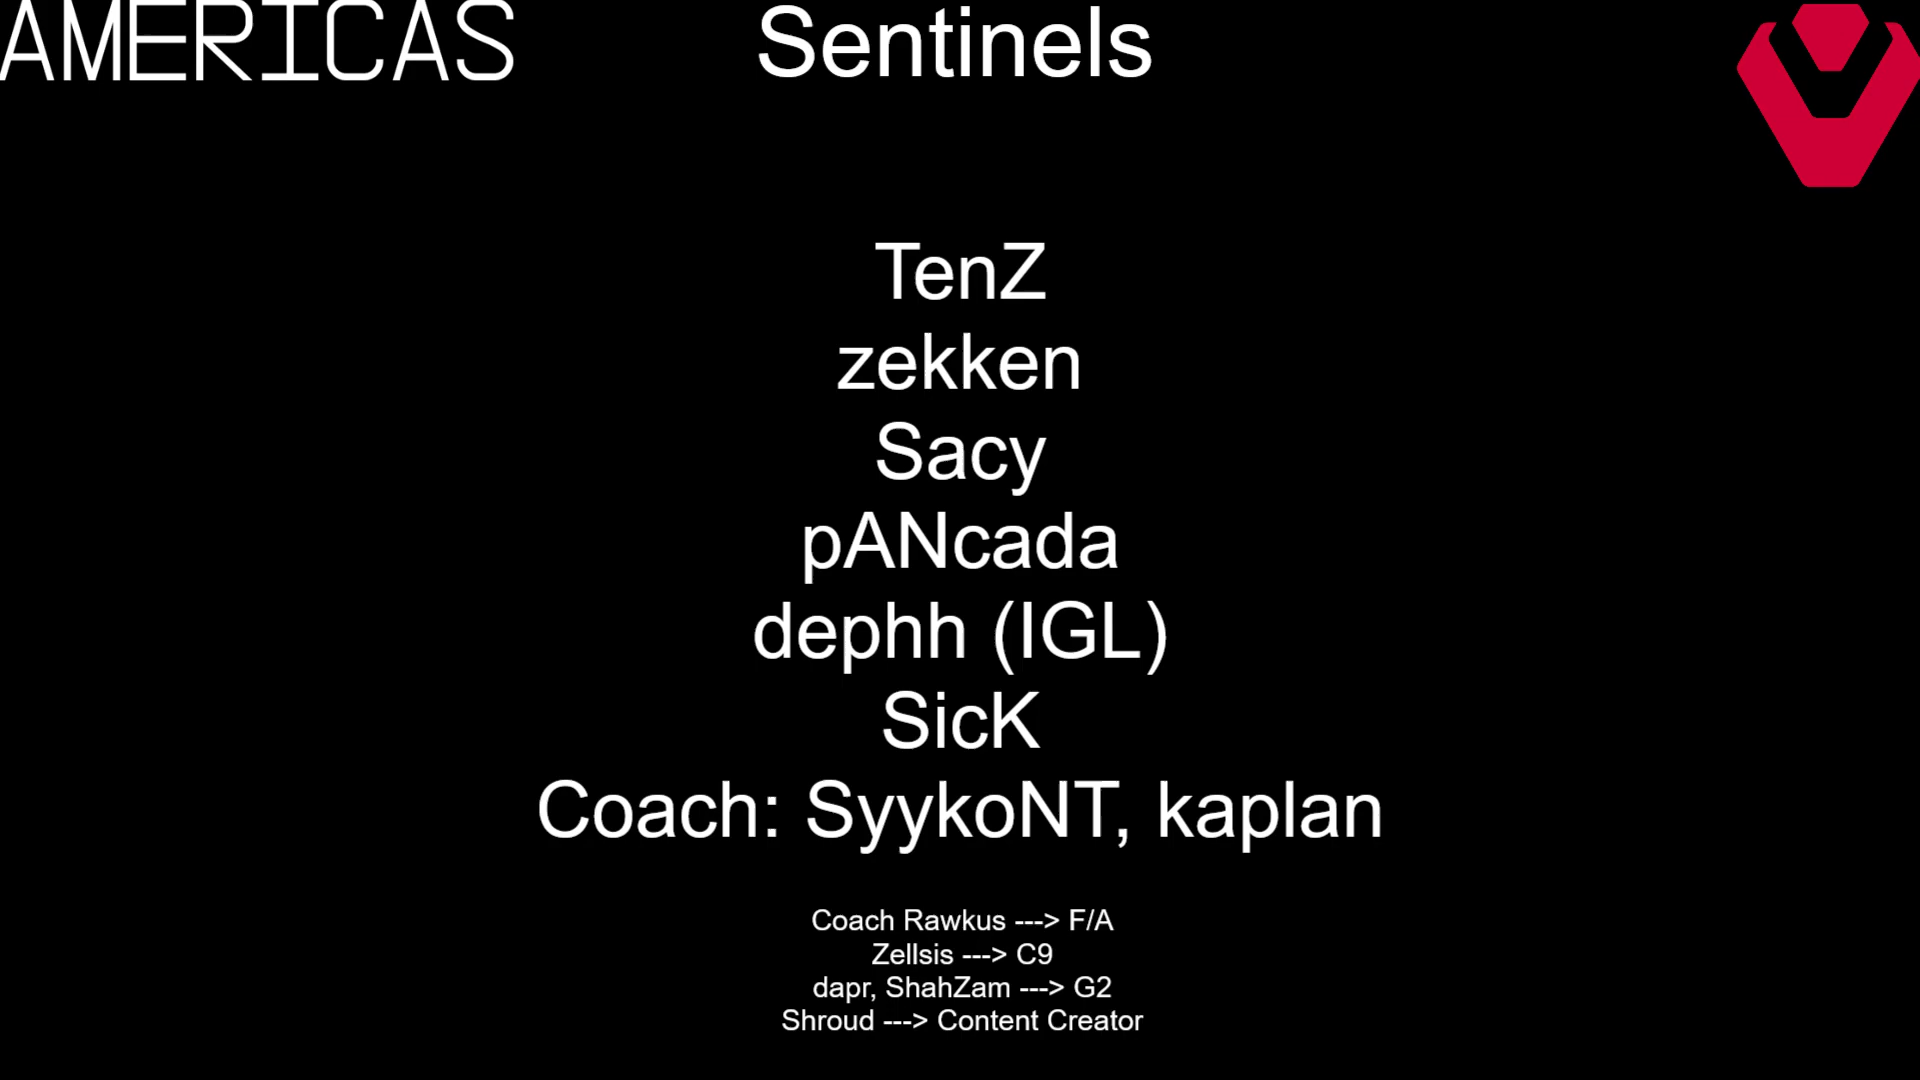 AMERICAS
Sentinels
TenZ
zekken
Sacy
pANcada
dephh (IGL)
SicK
Coach: SyykoNT, kaplan
Coach Rawkus ---> F/A
Zellsis ---> C9
dapr, ShahZam ---> G2
Shroud ---> Content Creator